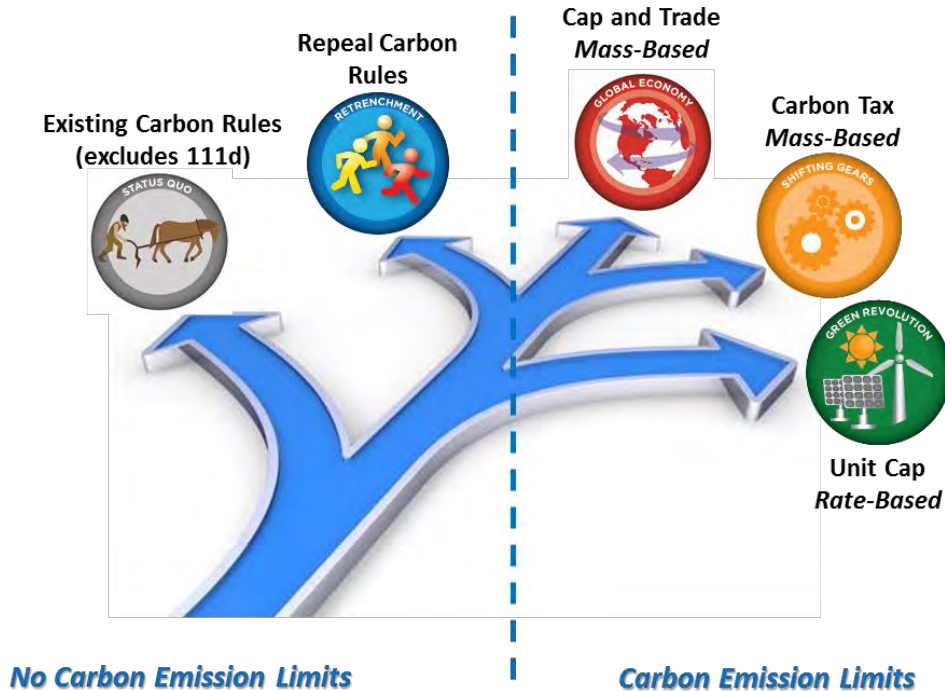 Cap and Trade
Mass-Based
GLOBAL ECONOMY
Repeal Carbon
Rules
RETRENCHMENT
Carbon Tax
Mass-Based
SHIFTING GEARS
Existing Carbon Rules
(excludes 111d)
STATUS QUO
GREEN REVOLUTION
Unit Cap
Rate-Based
No Carbon Emission Limits
Carbon Emission Limits